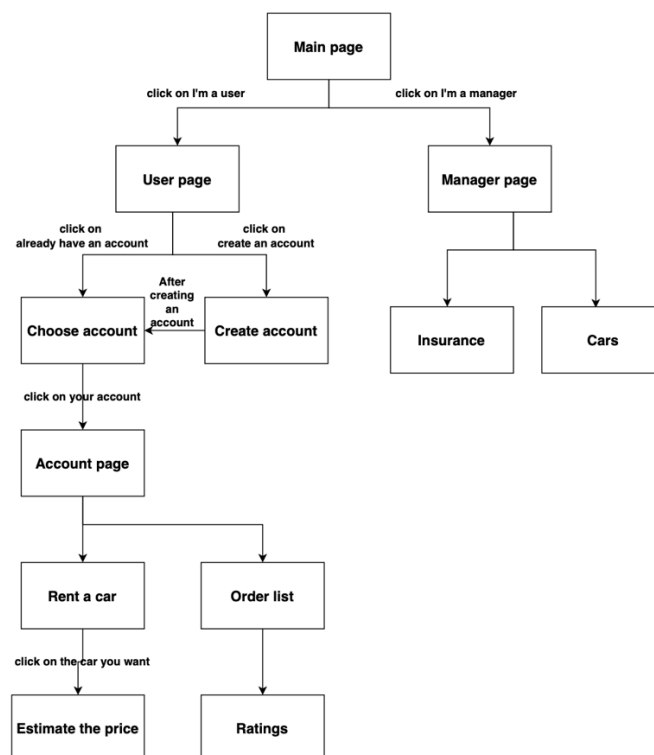 Main page
click on I'm a user
click on I'm a manager
User page
Manager page
click on
already have an account
click on
create an account
After
creating
an
account
Choose account
Create account
Insurance
Cars
click on your account
Account page
Rent a car
Order list
click on the car you want
Estimate the price
Ratings